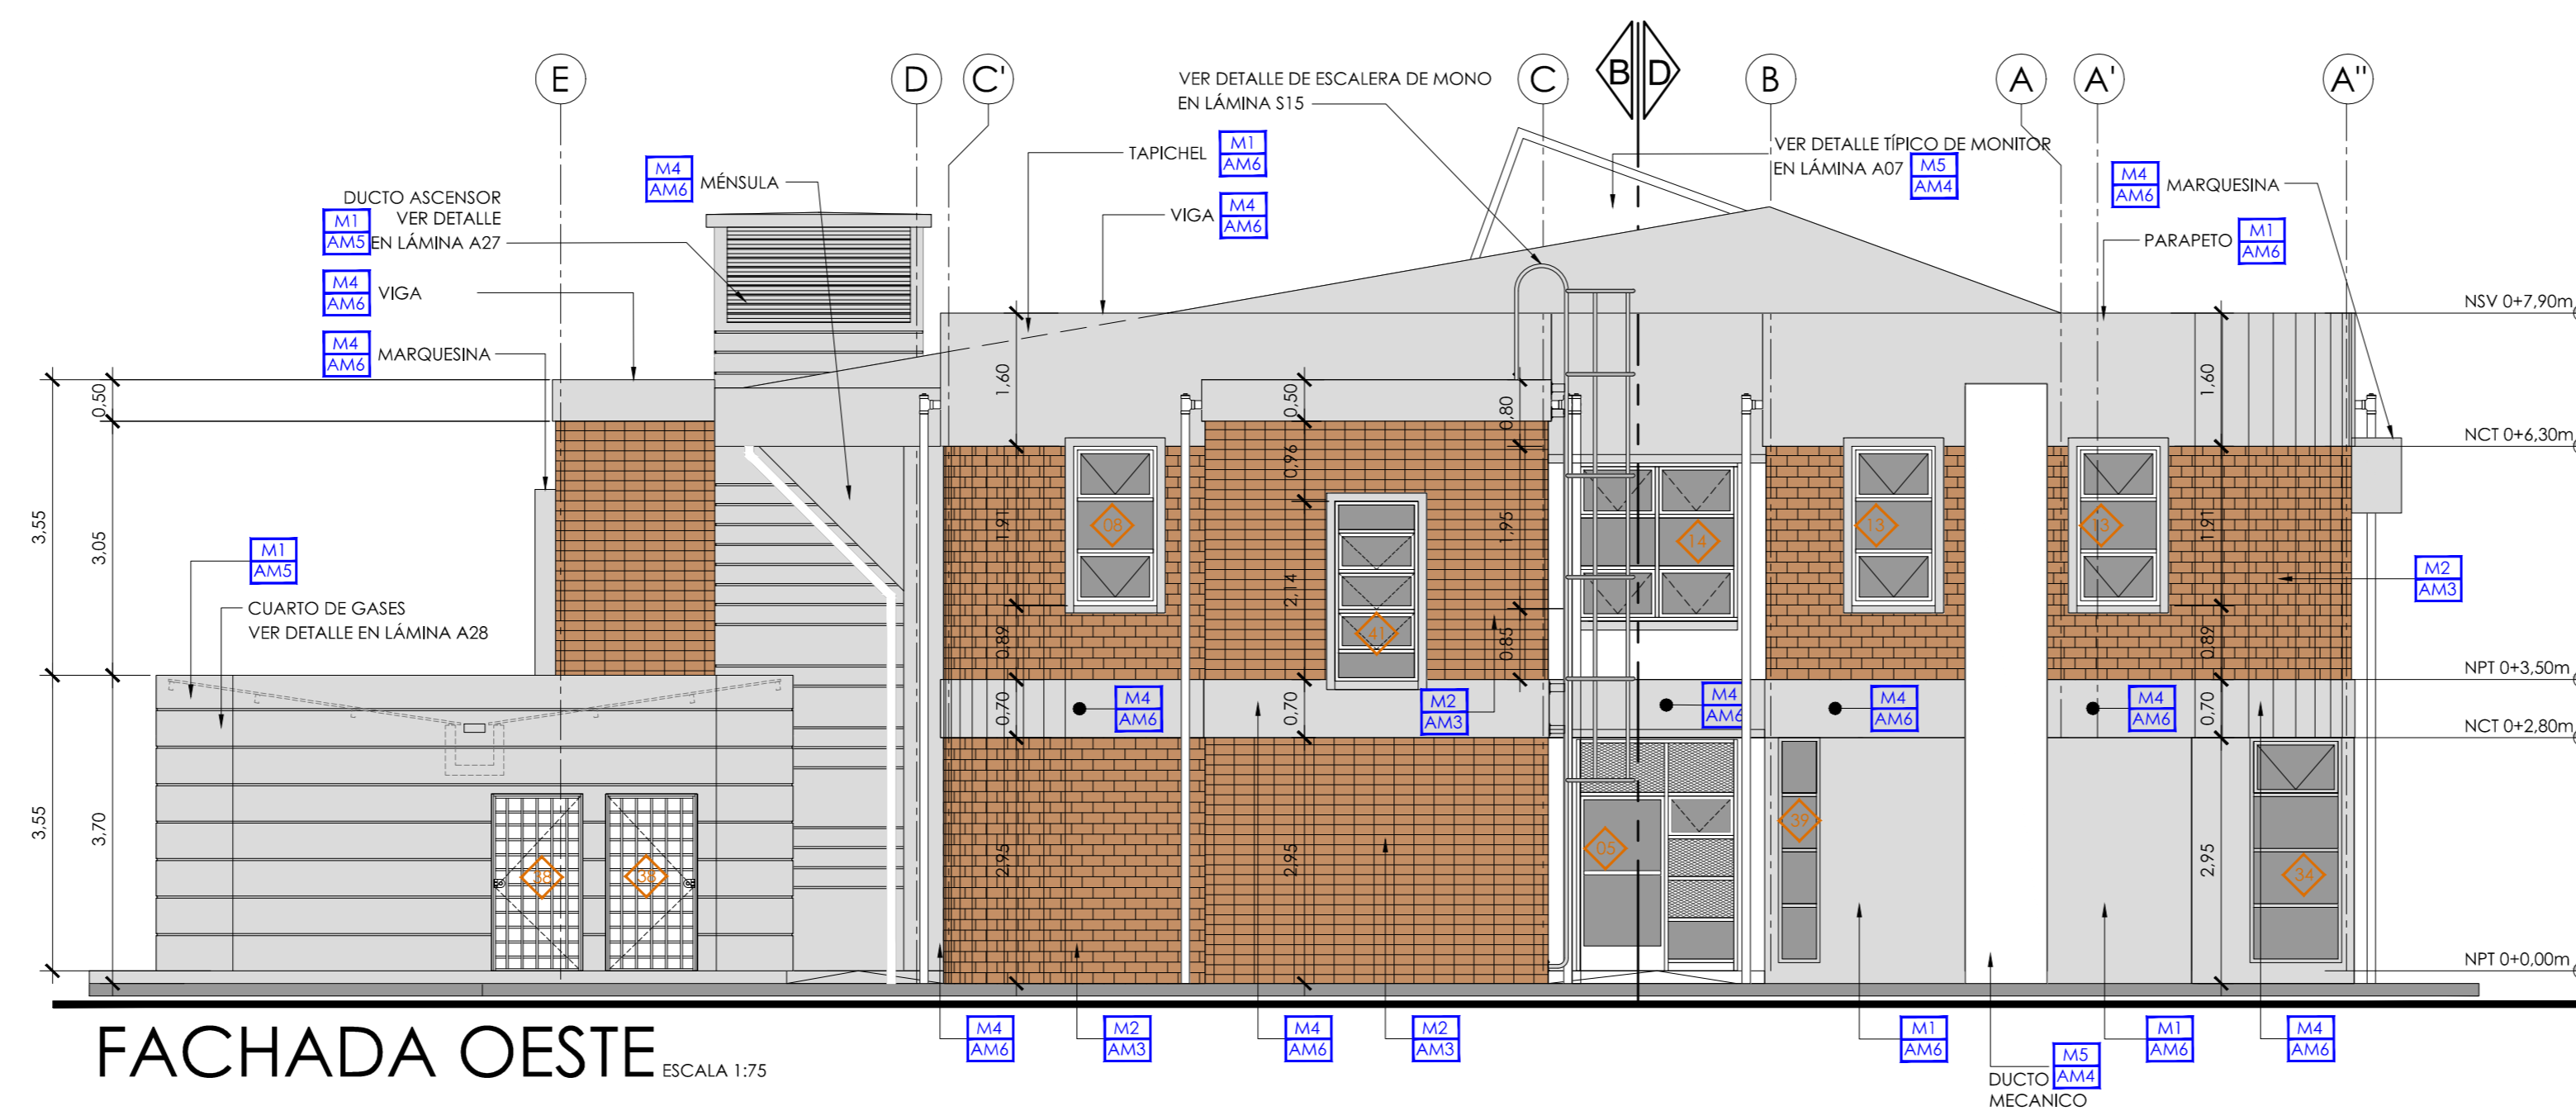 E
D
C'
C
B D
B
A
A'
A"
VER DETALLE DE ESCALERA DE MONO
EN LÁMINA S15
TAPICHEL
M1
AM6
VER DETALLE TÍPICO DE MONITOR
EN LÁMINA A07
M5
AM4
M4
AM6
MÉNSULA
M4
AM6
MARQUESINA
DUCTO ASCENSOR
VER DETALLE
EN LÁMINA A27
M1
AM5
VIGA
M4
AM6
PARAPETO
M1
AM6
M4
AM6
VIGA
NSV 0+7,90m
M4
AM6
MARQUESINA
0,50
1,60
0,50
0,80
1,60
NCT 0+6,30m
0,96
3,55
3,05
1,91
08
2,14
1,95
14
13
13
1,91
M1
AM5
M2
AM3
CUARTO DE GASES
VER DETALLE EN LÁMINA A28
0,89
41
0,85
0,89
NPT 0+3,50m
0,70
M4
AM6
0,70
M2
AM3
M4
AM6
M4
AM6
M4
AM6
0,70
NCT 0+2,80m
3,55
3,70
38
38
2,95
2,95
05
39
2,95
34
NPT 0+0,00m
M4
AM6
M2
AM3
M4
AM6
M2
AM3
M1
AM6
M1
AM6
M4
AM6
FACHADA OESTE ESCALA 1:75
DUCTO
MECANICO
M5
AM4